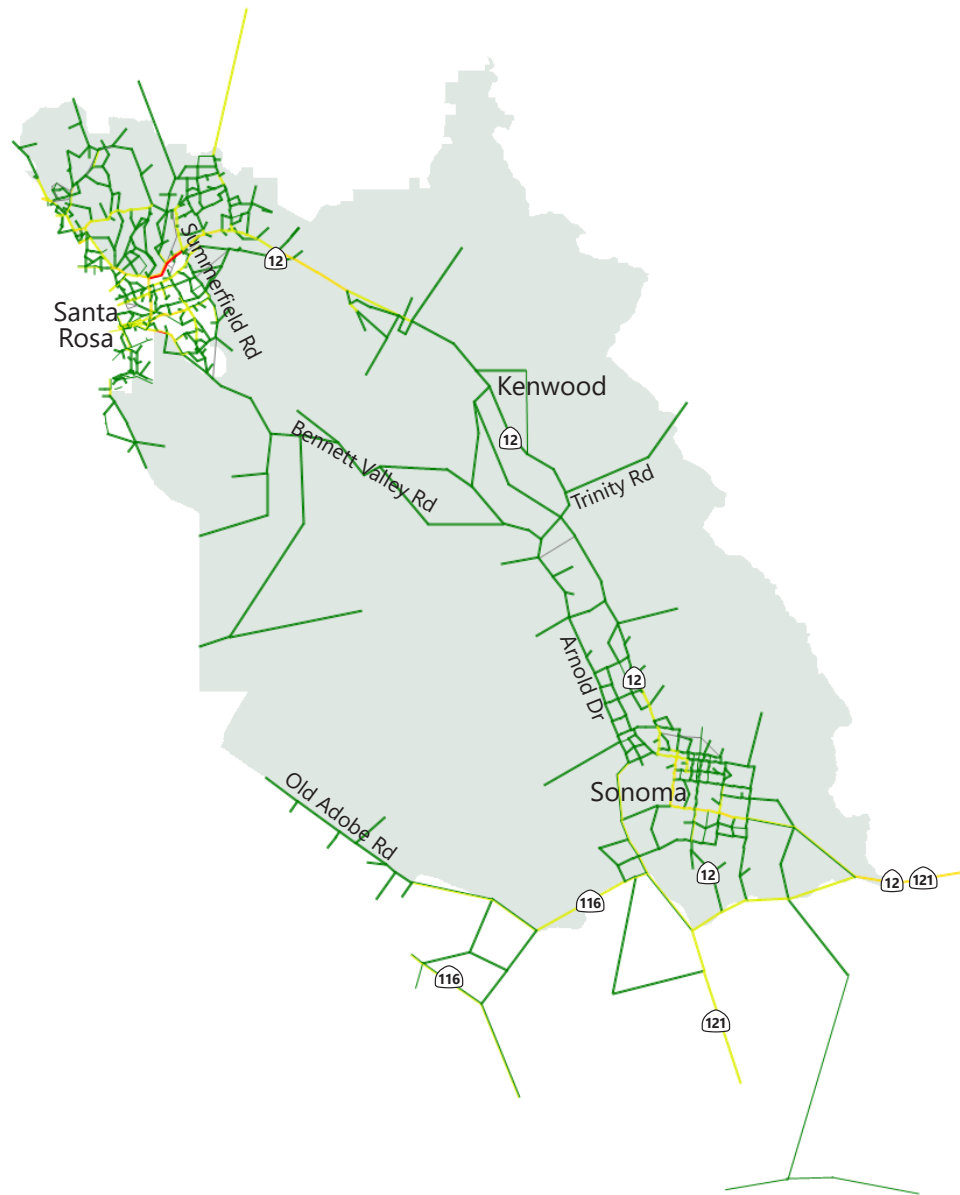 Summerfield Rd
12
Santa
Rosa
Kenwood
12
Bennett Valley Rd
Trinity Rd
Arnold Dr
12
Sonoma
Old Adobe Rd
12
12
121
116
116
121